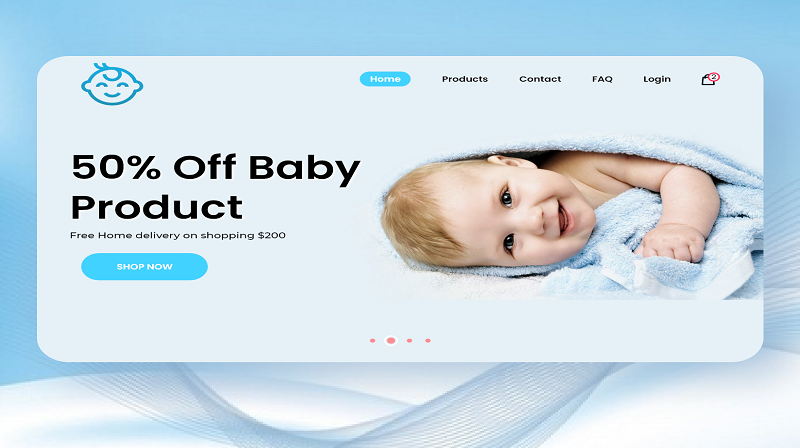 Home Products Contact FAQ Login 2
50% Off Baby
Product
Free Home delivery on shopping $200
SHOP NOW